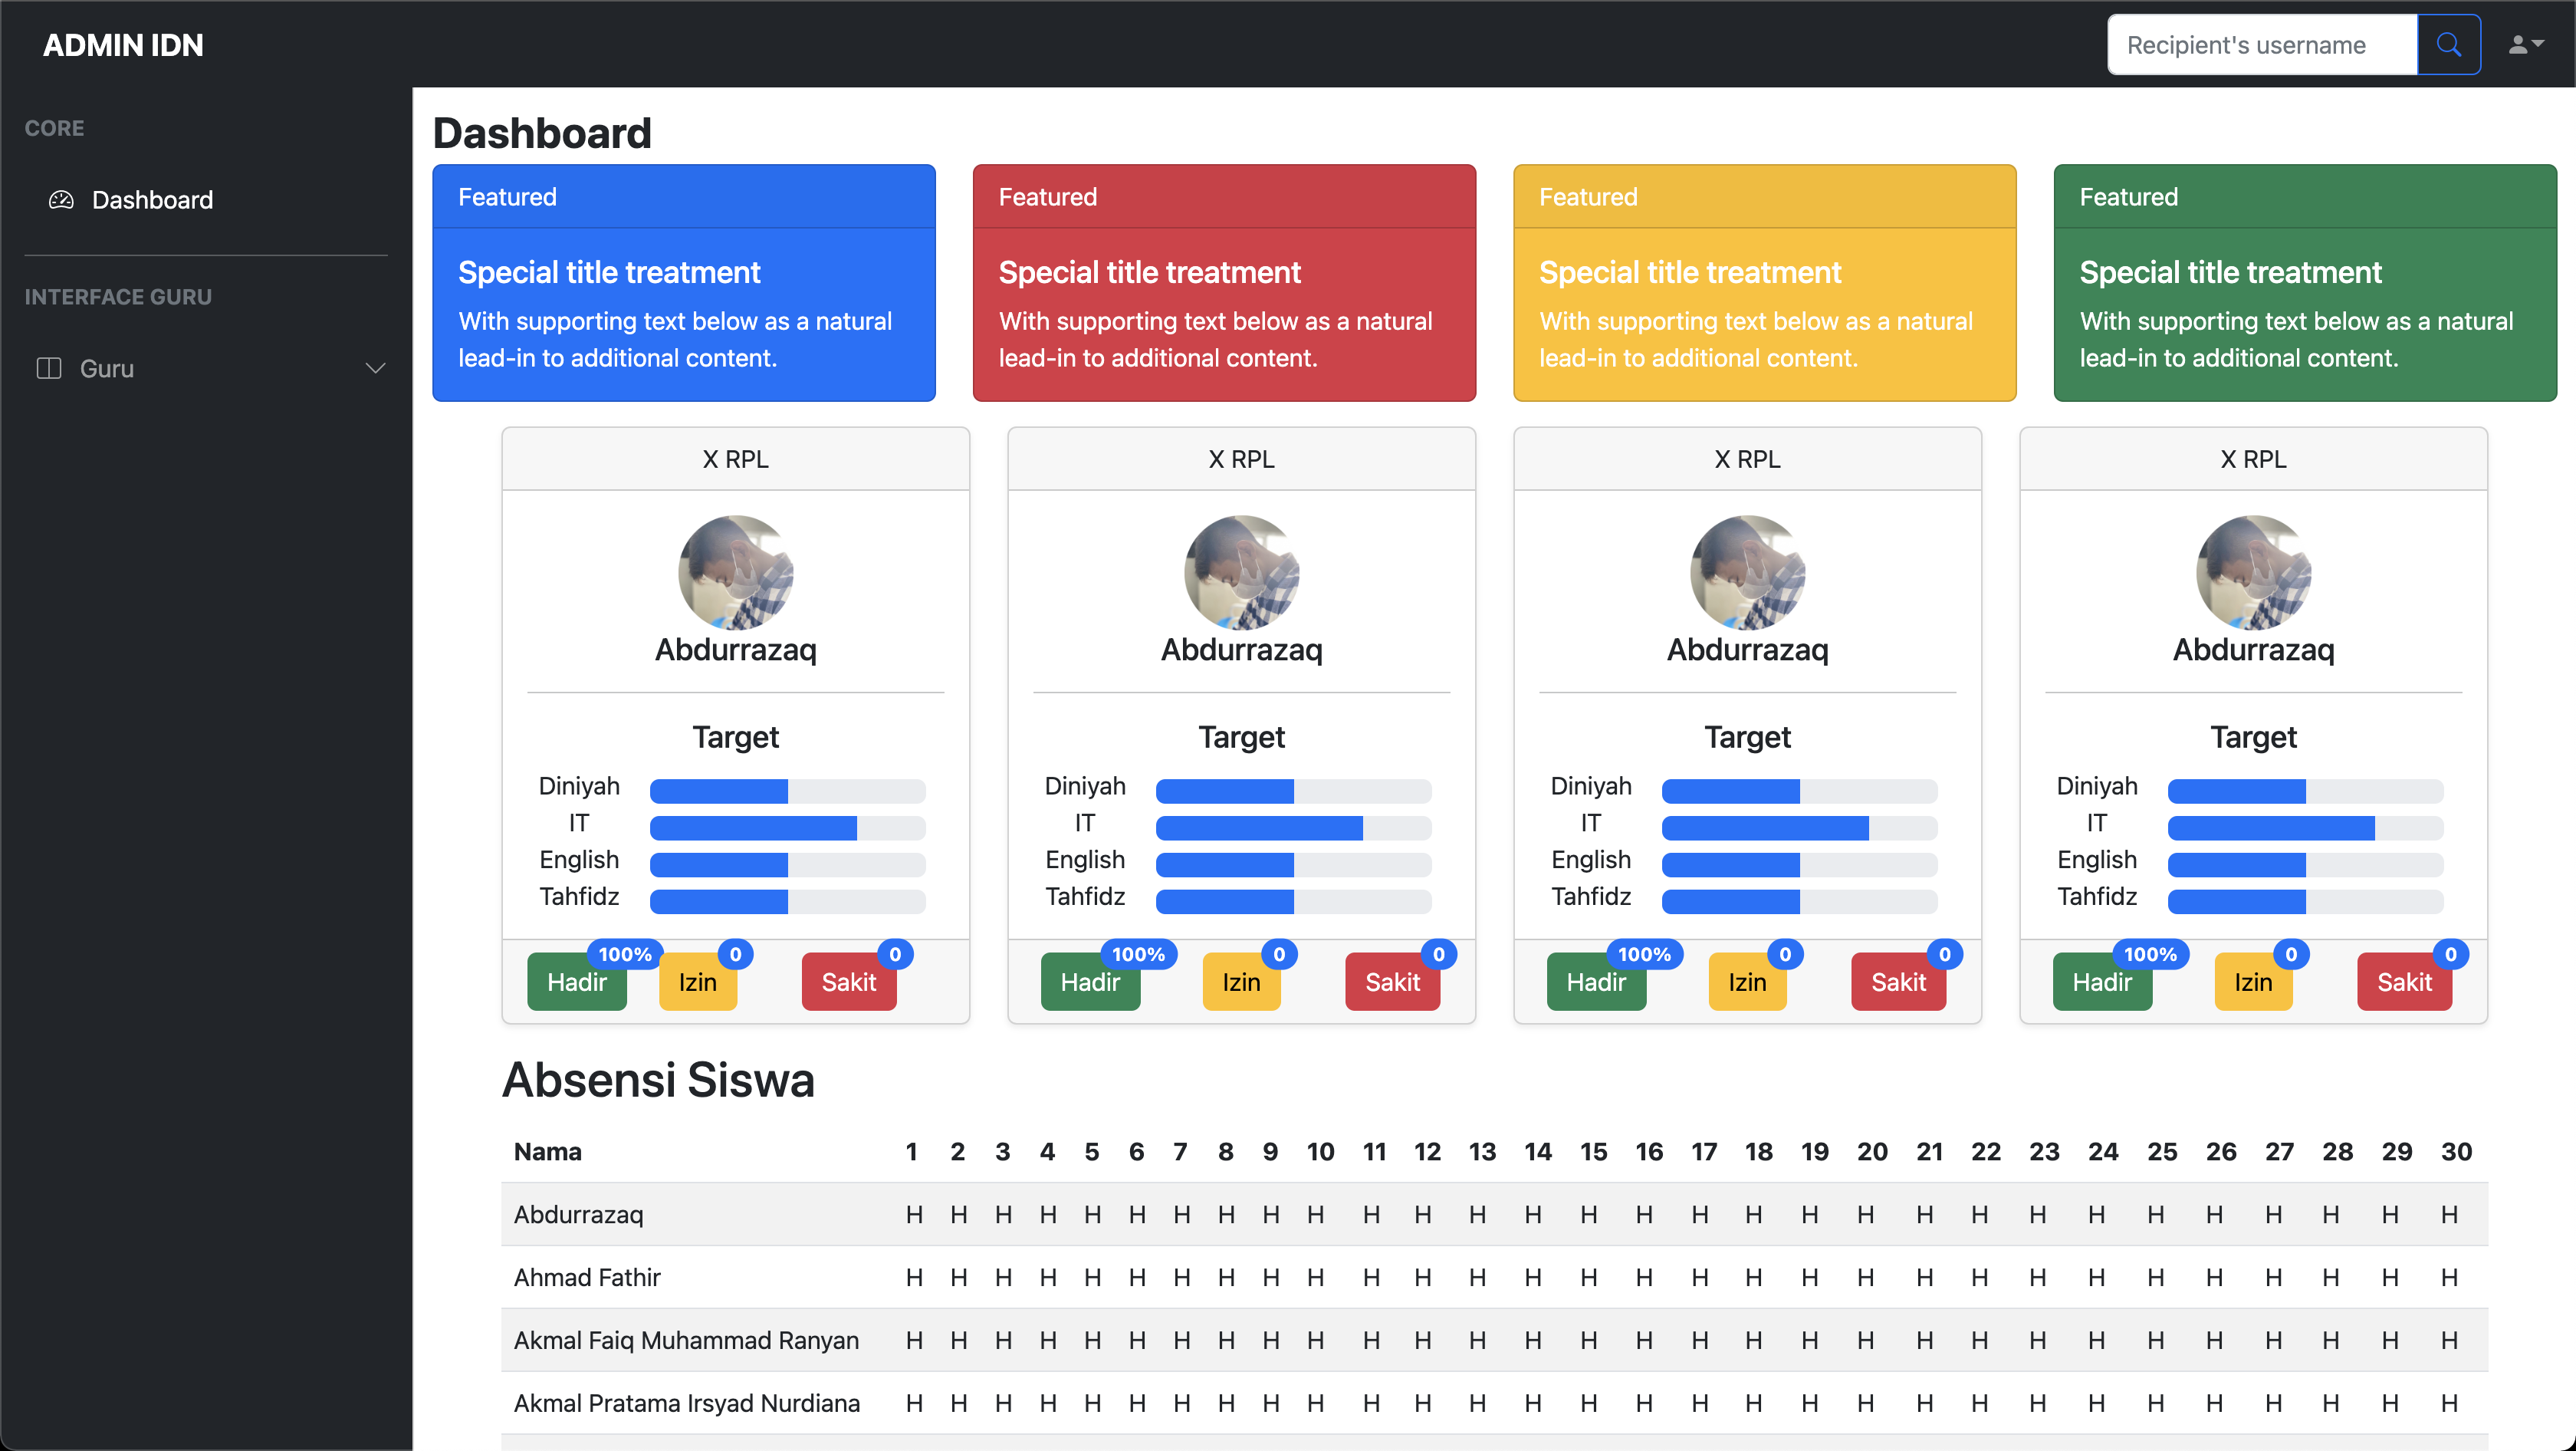 ADMIN IDN
Recipient's username
CORE
Dashboard
INTERFACE GURU
Guru
Dashboard
Featured
Special title treatment
With supporting text below as a natural
lead-in to additional content.
Featured
Special title treatment
With supporting text below as a natural
lead-in to additional content.
Featured
Special title treatment
With supporting text below as a natural
lead-in to additional content.
Featured
Special title treatment
With supporting text below as a natural
lead-in to additional content.
X RPL
Abdurrazaq
Target
Diniyah
IT
English
Tahfidz
Hadir 100% Izin 0 Sakit 0
X RPL
Abdurrazaq
Target
Diniyah
IT
English
Tahfidz
Hadir 100% Izin 0 Sakit 0
X RPL
Abdurrazaq
Target
Diniyah
IT
English
Tahfidz
Hadir 100% Izin 0 Sakit 0
X RPL
Abdurrazaq
Target
Diniyah
IT
English
Tahfidz
Hadir 100% Izin 0 Sakit 0
Absensi Siswa
Nama 1 2 3 4 5 6 7 8 9 10 11 12 13 14 15 16 17 18 19 20 21 22 23 24 25 26 27 28 29 30
Abdurrazaq H H H H H H H H H H H H H H H H H H H H H H H H H H H H H H
Ahmad Fathir H H H H H H H H H H H H H H H H H H H H H H H H H H H H H H
Akmal Faiq Muhammad Ranyan H H H H H H H H H H H H H H H H H H H H H H H H H H H H H H
Akmal Pratama Irsyad Nurdiana H H H H H H H H H H H H H H H H H H H H H H H H H H H H H H